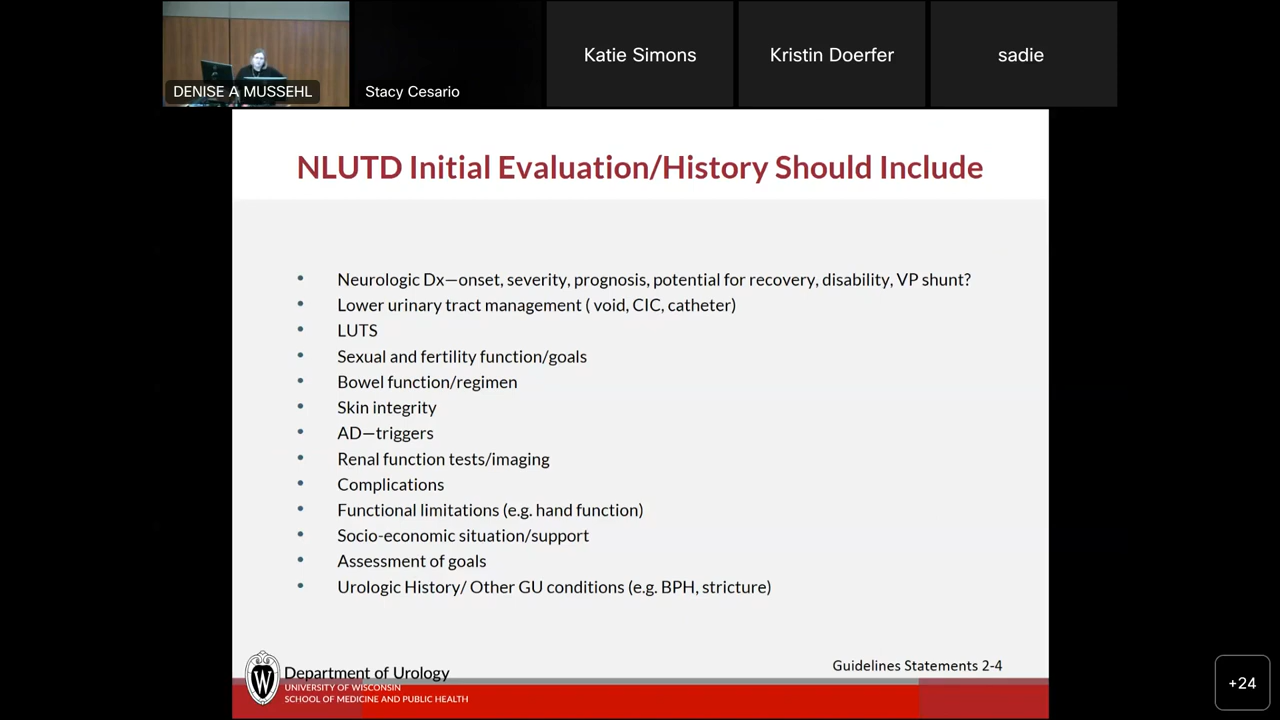 DENISE A MUSSEHL
Stacy Cesario
Katie Simons
Kristin Doerfer
sadie
NLUTD Initial Evaluation/History Should Include
• Neurologic Dx—onset, severity, prognosis, potential for recovery, disability, VP shunt?
• Lower urinary tract management ( void, CIC, catheter)
• LUTS
• Sexual and fertility function/goals
• Bowel function/regimen
• Skin integrity
• AD—triggers
• Renal function tests/imaging
• Complications
• Functional limitations (e.g. hand function)
• Socio-economic situation/support
• Assessment of goals
• Urologic History/ Other GU conditions (e.g. BPH, stricture)
Guidelines Statements 2-4
W
Department of Urology
UNIVERSITY OF WISCONSIN
SCHOOL OF MEDICINE AND PUBLIC HEALTH
+24